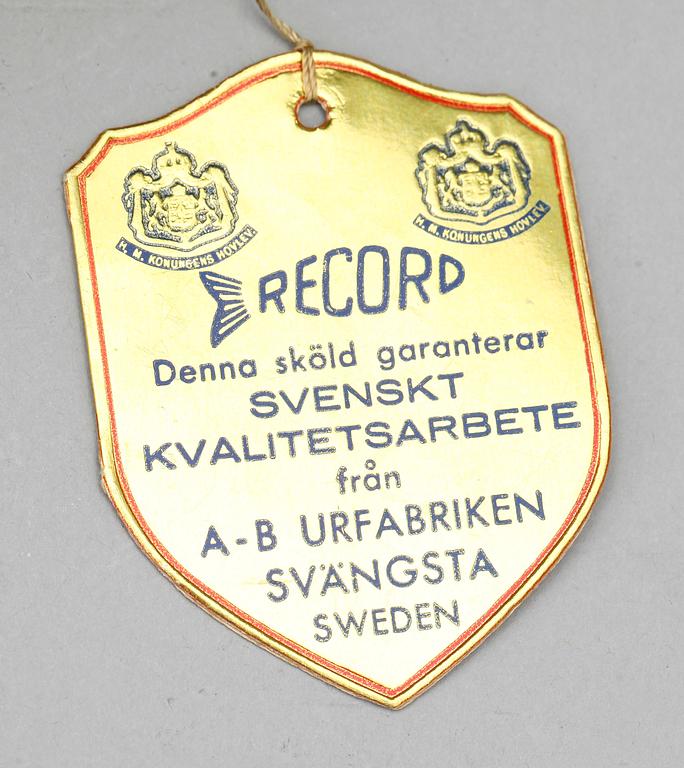 H. M. KONUNGENS HOVLEV.
H. M. KONUNGENS HOVLEV.
RECORD
Denna sköld garanterar
SVENSKT
KVALITETSARBETE
från
A-B URFABRIKEN
SVÄNGSTA
SWEDEN